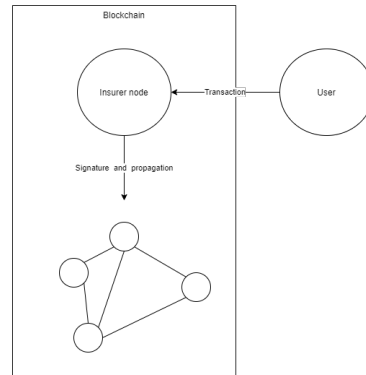 Blockchain
Insurer node
Transaction
User
Signature and propagation